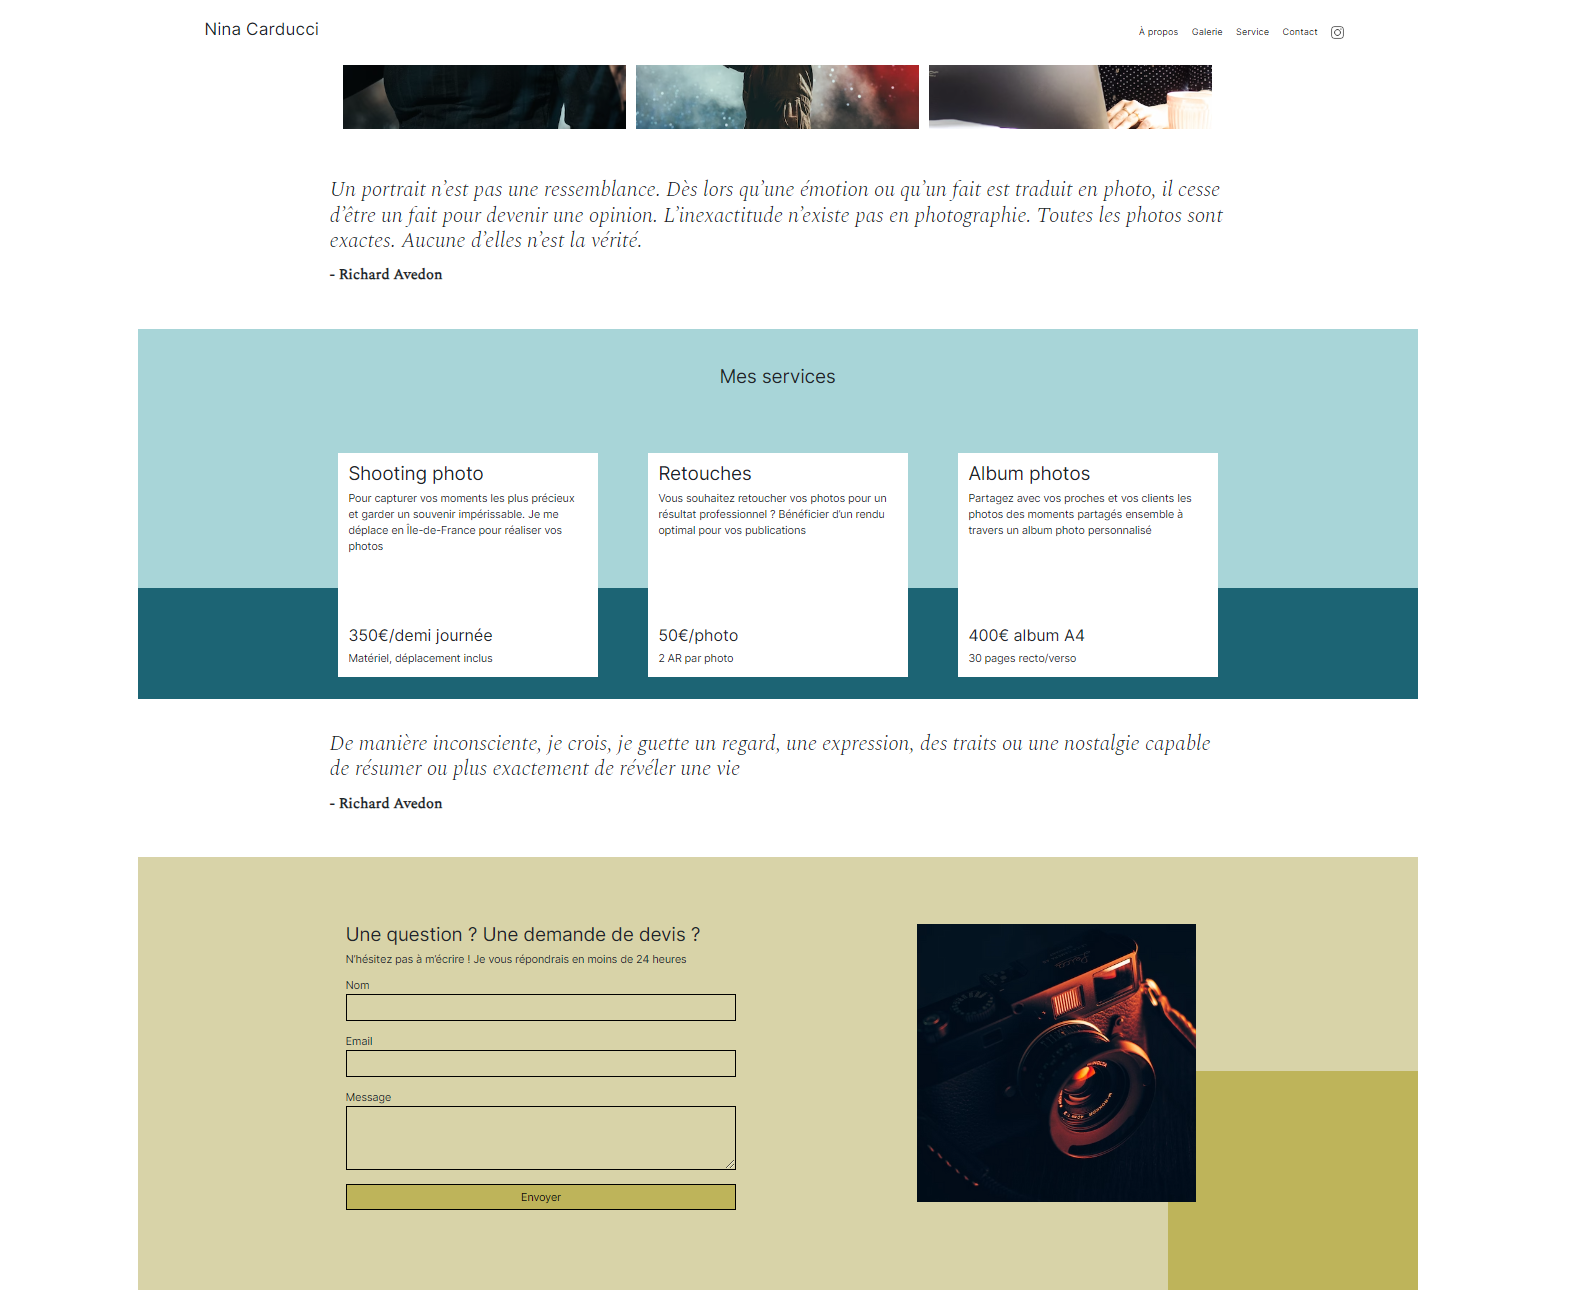 Nina Carducci
À propos Galerie Service Contact
Un portrait n’est pas une ressemblance. Dès lors qu’une émotion ou qu’un fait est traduit en photo, il cesse
d’être un fait pour devenir une opinion. L’inexactitude n’existe pas en photographie. Toutes les photos sont
exactes. Aucune d’elles n’est la vérité.
- Richard Avedon
Mes services
Shooting photo
Pour capturer vos moments les plus précieux
et garder un souvenir impérissable. Je me
déplace en Île-de-France pour réaliser vos
photos
350€/demi journée
Matériel, déplacement inclus
Retouches
Vous souhaitez retoucher vos photos pour un
résultat professionnel ? Bénéficier d'un rendu
optimal pour vos publications
50€/photo
2 AR par photo
Album photos
Partagez avec vos proches et vos clients les
photos des moments partagés ensemble à
travers un album photo personnalisé
400€ album A4
30 pages recto/verso
De manière inconsciente, je crois, je guette un regard, une expression, des traits ou une nostalgie capable
de résumer ou plus exactement de révéler une vie
- Richard Avedon
Une question ? Une demande de devis ?
N'hésitez pas à m'écrire ! Je vous répondrais en moins de 24 heures
Nom
Email
Message
Envoyer